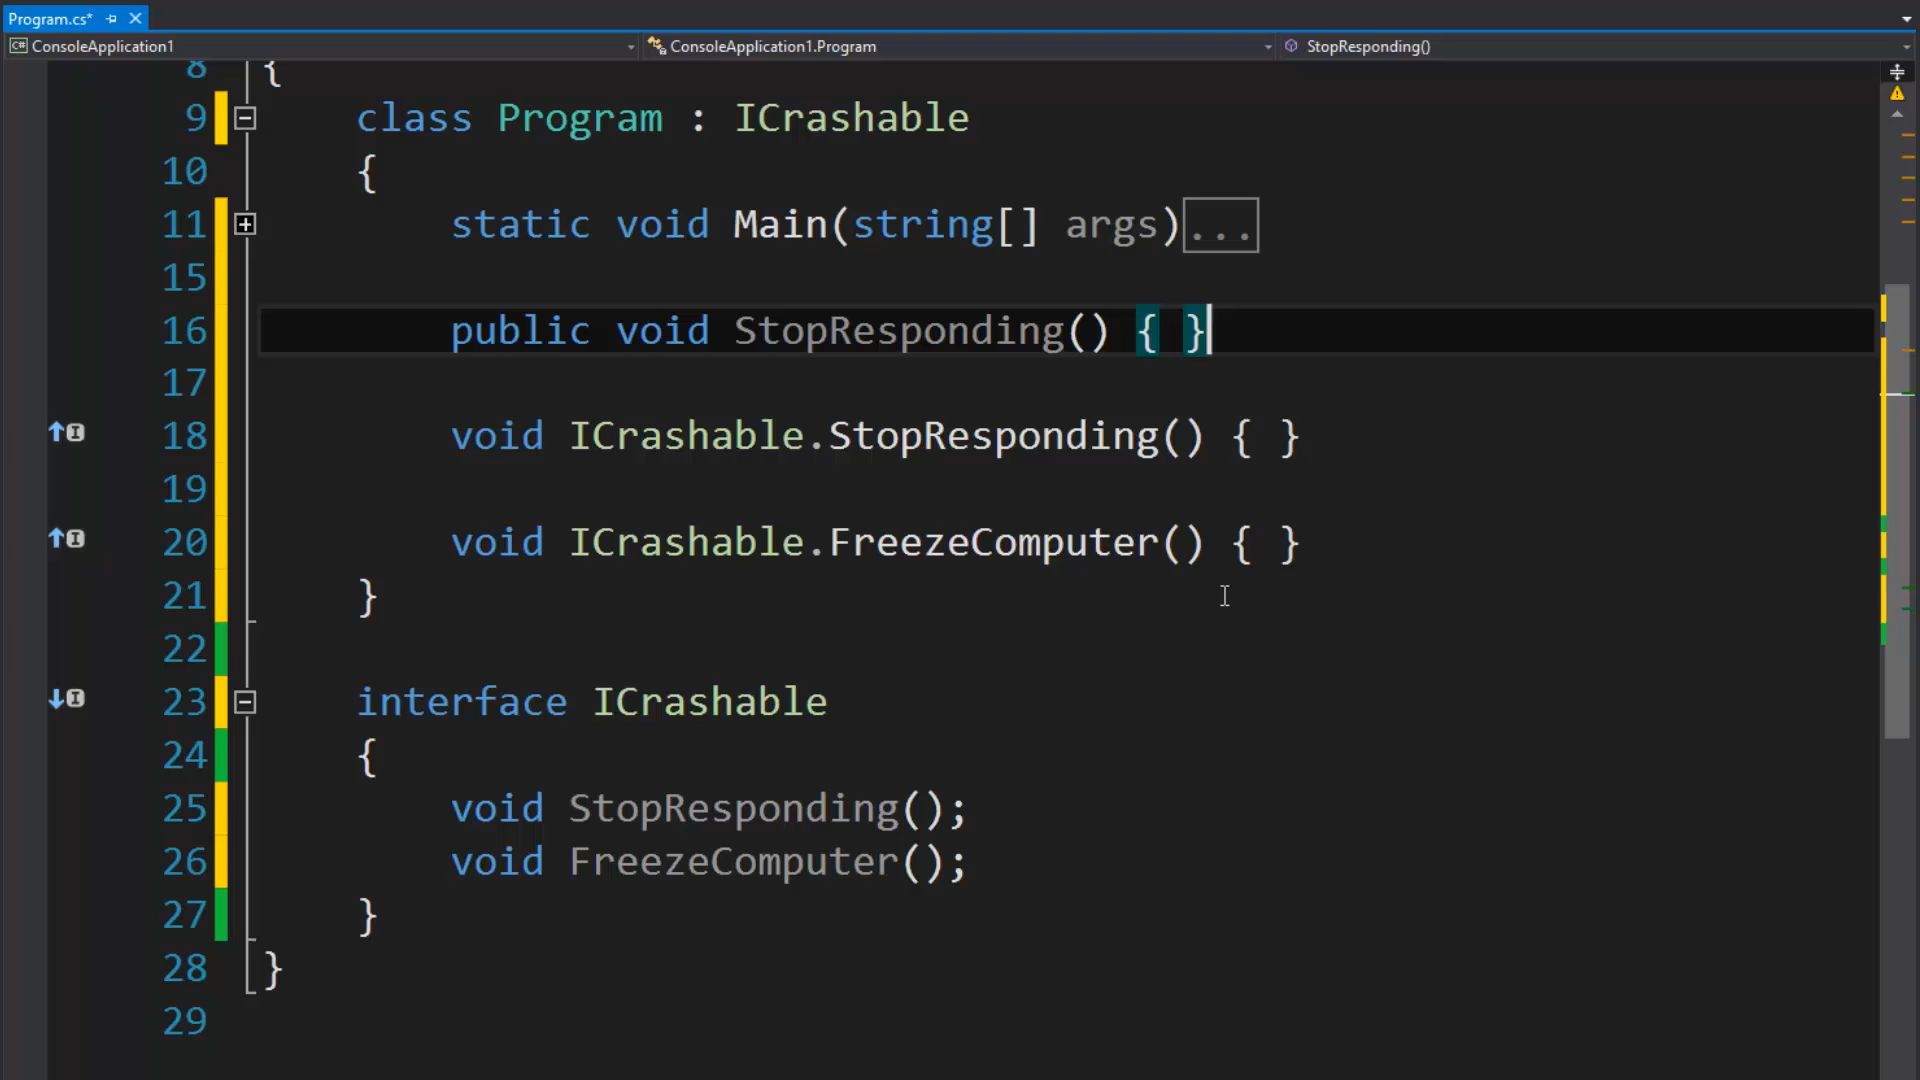 Program.cs*
ConsoleApplication1 ConsoleApplication1.Program StopResponding()
8 {
9 class Program : ICrashable
10 {
11 static void Main(string[] args)...
15
16 public void StopResponding() { }
17
18 void ICrashable.StopResponding() { }
19
20 void ICrashable.FreezeComputer() { }
21 }
22
23 interface ICrashable
24 {
25 void StopResponding();
26 void FreezeComputer();
27 }
28 }
29